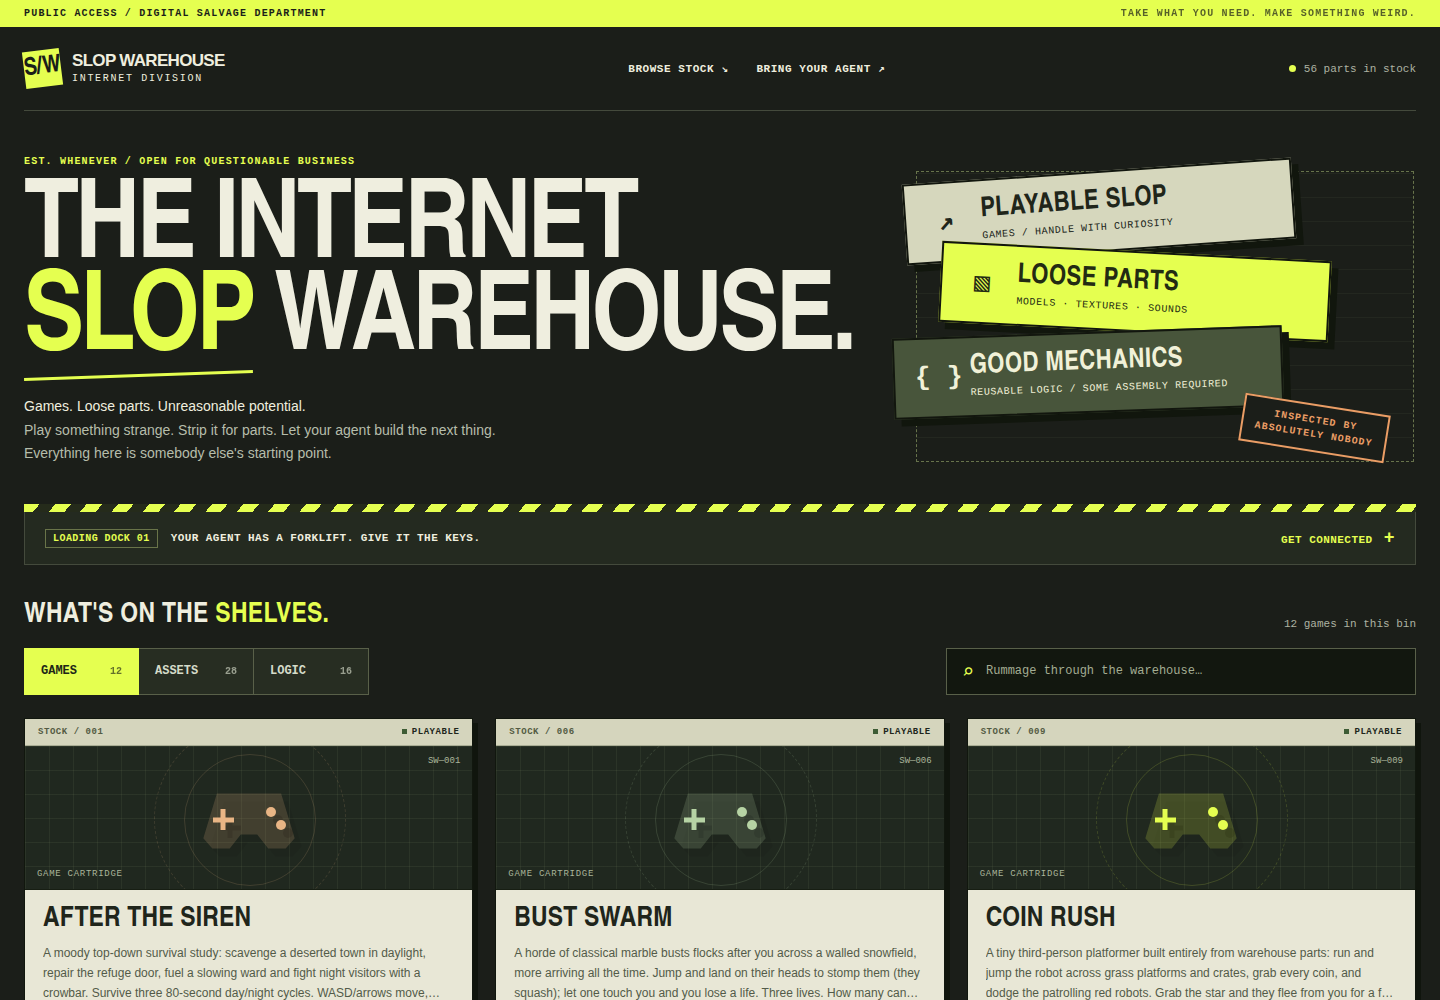 PUBLIC ACCESS / DIGITAL SALVAGE DEPARTMENT
TAKE WHAT YOU NEED. MAKE SOMETHING WEIRD.
S/W
SLOP WAREHOUSE
INTERNET DIVISION
BROWSE STOCK ↘
BRING YOUR AGENT ↗
56 parts in stock
EST. WHENEVER / OPEN FOR QUESTIONABLE BUSINESS
THE INTERNET
SLOP WAREHOUSE.
Games. Loose parts. Unreasonable potential.
Play something strange. Strip it for parts. Let your agent build the next thing.
Everything here is somebody else's starting point.
↗
PLAYABLE SLOP
GAMES / HANDLE WITH CURIOSITY
▧
LOOSE PARTS
MODELS · TEXTURES · SOUNDS
{ }
GOOD MECHANICS
REUSABLE LOGIC / SOME ASSEMBLY REQUIRED
INSPECTED BY
ABSOLUTELY NOBODY
LOADING DOCK 01
YOUR AGENT HAS A FORKLIFT. GIVE IT THE KEYS.
GET CONNECTED +
WHAT'S ON THE SHELVES.
12 games in this bin
GAMES 12
ASSETS 28
LOGIC 16
⌕ Rummage through the warehouse…
STOCK / 001
PLAYABLE
SW—001
GAME CARTRIDGE
AFTER THE SIREN
A moody top-down survival study: scavenge a deserted town in daylight,
repair the refuge door, fuel a slowing ward and fight night visitors with a
crowbar. Survive three 80-second day/night cycles. WASD/arrows move,…
STOCK / 006
PLAYABLE
SW—006
GAME CARTRIDGE
BUST SWARM
A horde of classical marble busts flocks after you across a walled snowfield,
more arriving all the time. Jump and land on their heads to stomp them (they
squash); let one touch you and you lose a life. Three lives. How many can…
STOCK / 009
PLAYABLE
SW—009
GAME CARTRIDGE
COIN RUSH
A tiny third-person platformer built entirely from warehouse parts: run and
jump the robot across grass platforms and crates, grab every coin, and
dodge the patrolling red robots. Grab the star and they flee from you for a f…